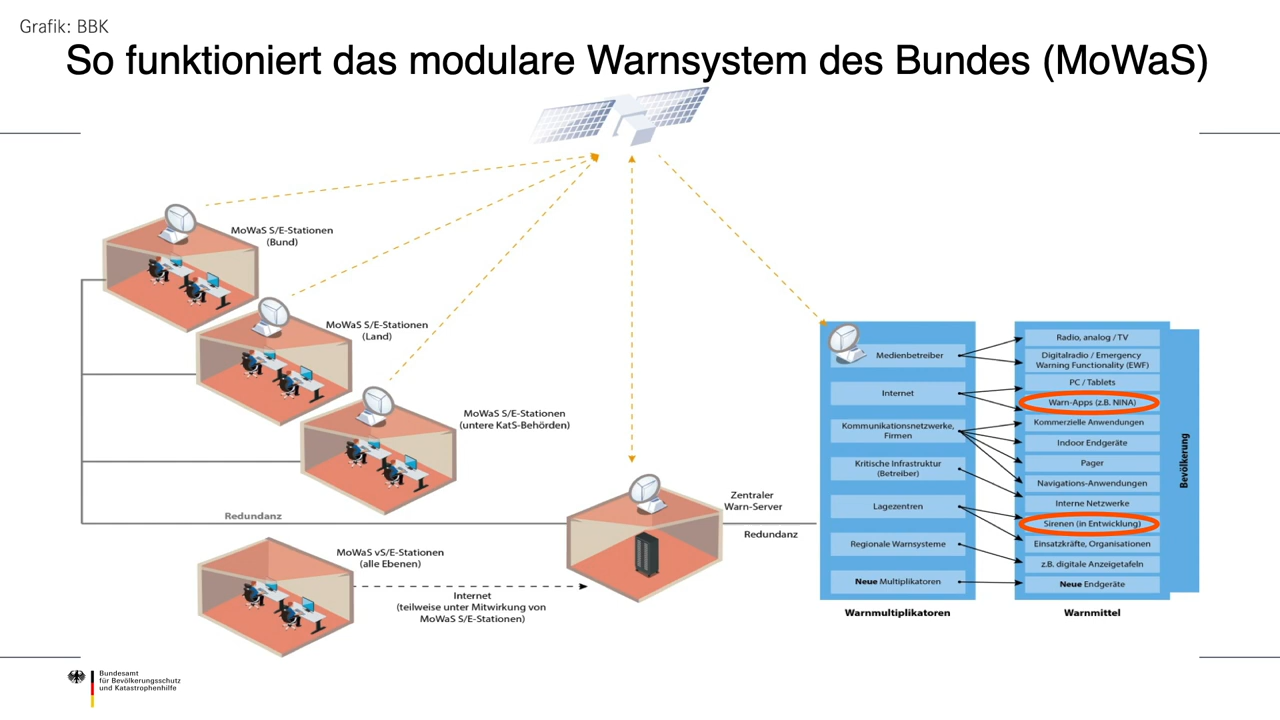 Grafik: BBK
So funktioniert das modulare Warnsystem des Bundes (MoWaS)
MoWaS S/E-Stationen
(Bund)
MoWaS S/E-Stationen
(Land)
MoWaS S/E-Stationen
(untere KatS-Behörden)
Redundanz
Zentraler
Warn-Server
Redundanz
MoWaS vS/E-Stationen
(alle Ebenen)
Internet
(teilweise unter Mitwirkung von
MoWaS S/E-Stationen)
Medienbetreiber
Internet
Kommunikationsnetzwerke,
Firmen
Kritische Infrastruktur
(Betreiber)
Lagezentren
Regionale Warnsysteme
Neue Multiplikatoren
Warnmultiplikatoren
Radio, analog / TV
Digitalradio / Emergency
Warning Functionality (EWF)
PC / Tablets
Warn-Apps (z.B. NINA)
Kommerzielle Anwendungen
Indoor Endgeräte
Pager
Navigations-Anwendungen
Interne Netzwerke
Sirenen (in Entwicklung)
Einsatzkräfte, Organisationen
z.B. digitale Anzeigetafeln
Neue Endgeräte
Warnmittel
Bevölkerung
Bundesamt
für Bevölkerungsschutz
und Katastrophenhilfe